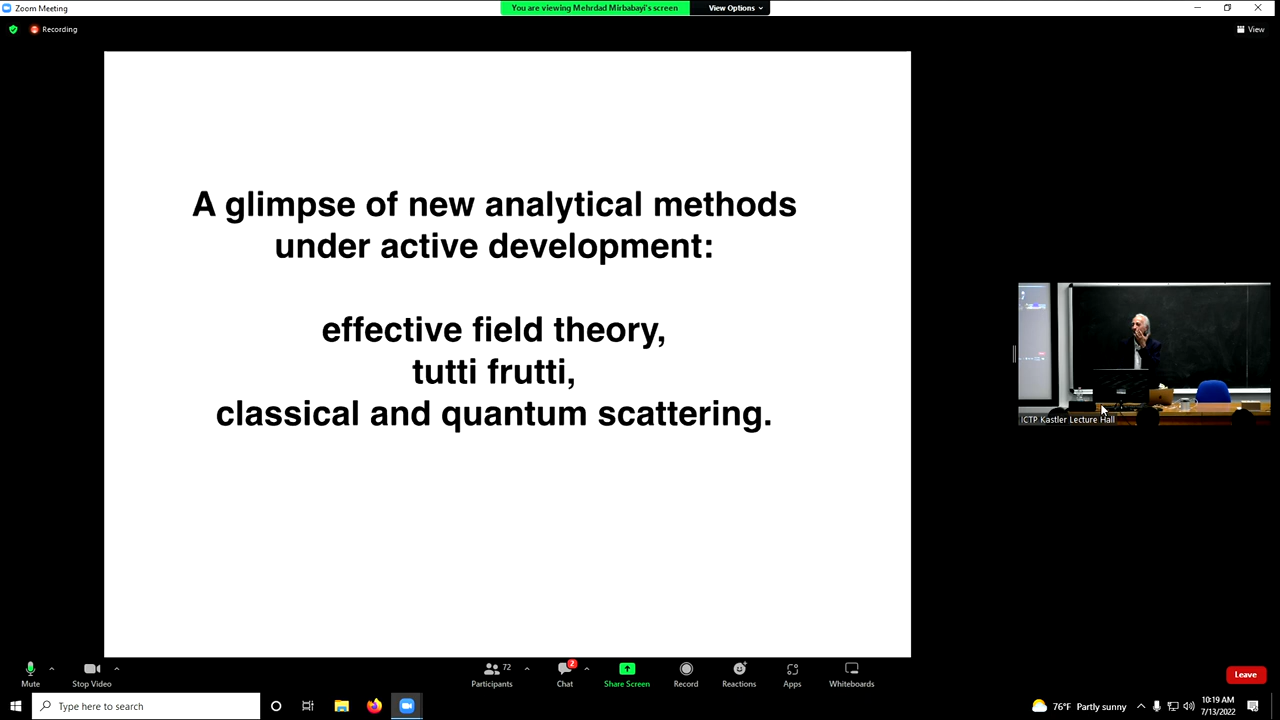 Zoom Meeting
You are viewing Mehrdad Mirbabayi's screen
View Options
Recording
View
A glimpse of new analytical methods
under active development:
effective field theory,
tutti frutti,
classical and quantum scattering.
ICTP Kastler Lecture Hall
Mute
Stop Video
72
Participants
2
Chat
Share Screen
Record
Reactions
Apps
Whiteboards
Leave
Type here to search
76°F Partly sunny
10:19 AM
7/13/2022